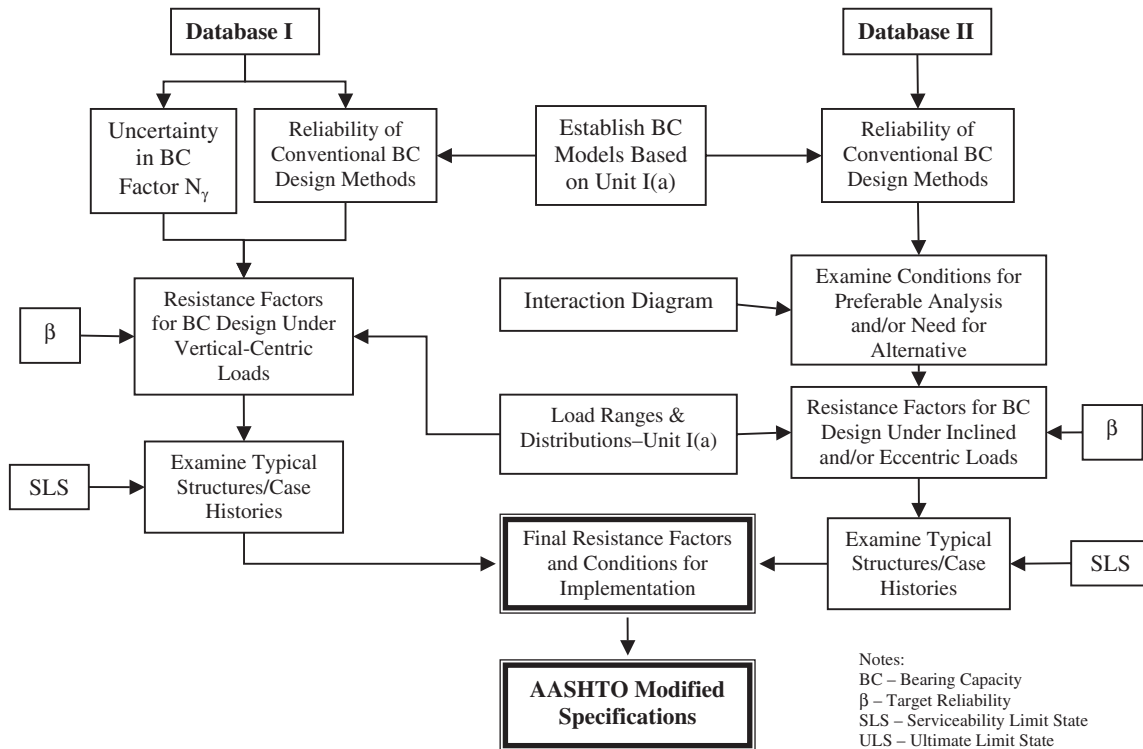 Database I
Database II
Uncertainty
in BC
Factor Nγ
Reliability of
Conventional BC
Design Methods
Establish BC
Models Based
on Unit I(a)
Reliability of
Conventional BC
Design Methods
Resistance Factors
for BC Design Under
Vertical-Centric
Loads
β
Interaction Diagram
Examine Conditions for
Preferable Analysis
and/or Need for
Alternative
Load Ranges &
Distributions–Unit I(a)
Resistance Factors for BC
Design Under Inclined
and/or Eccentric Loads
β
SLS
Examine Typical
Structures/Case
Histories
Final Resistance Factors
and Conditions for
Implementation
Examine Typical
Structures/Case
Histories
SLS
AASHTO Modified
Specifications
Notes:
BC – Bearing Capacity
β – Target Reliability
SLS – Serviceability Limit State
ULS – Ultimate Limit State